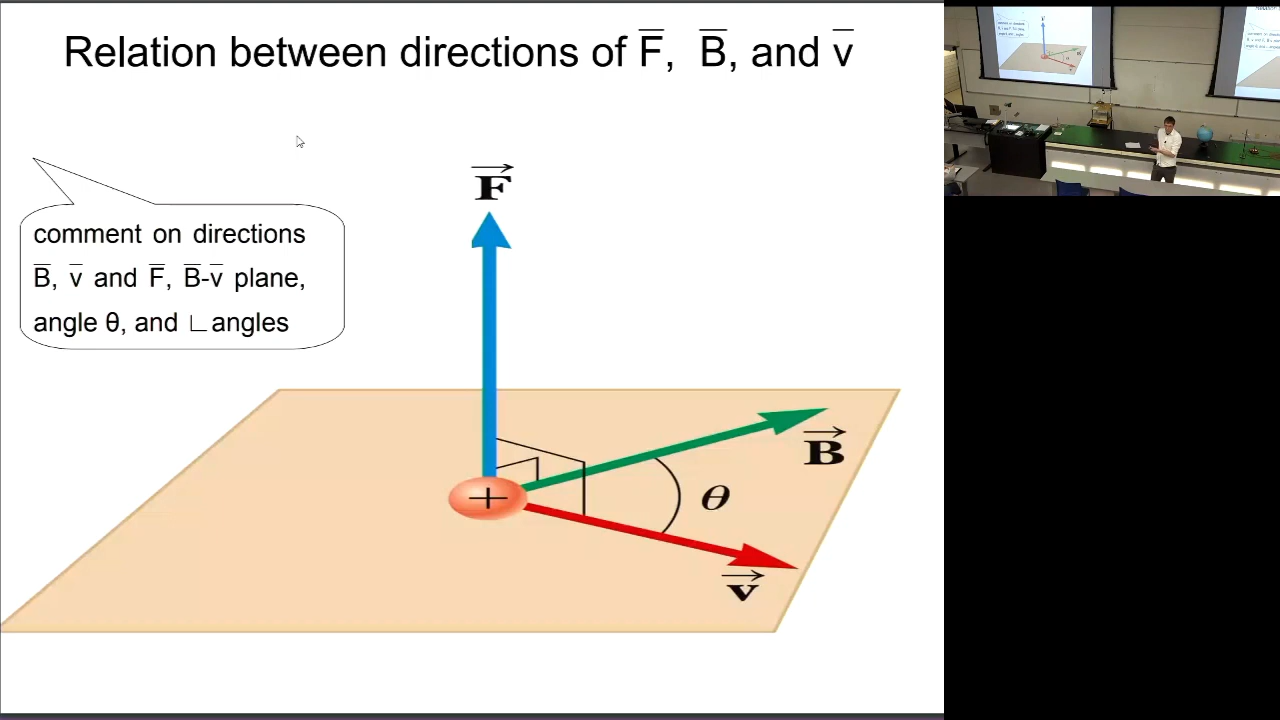 Relation between directions of F̅, B̅, and v̅
comment on directions
B̅, v̅ and F̅, B̅-v̅ plane,
angle θ, and ∟angles
F⃗
B⃗
θ
+
v⃗